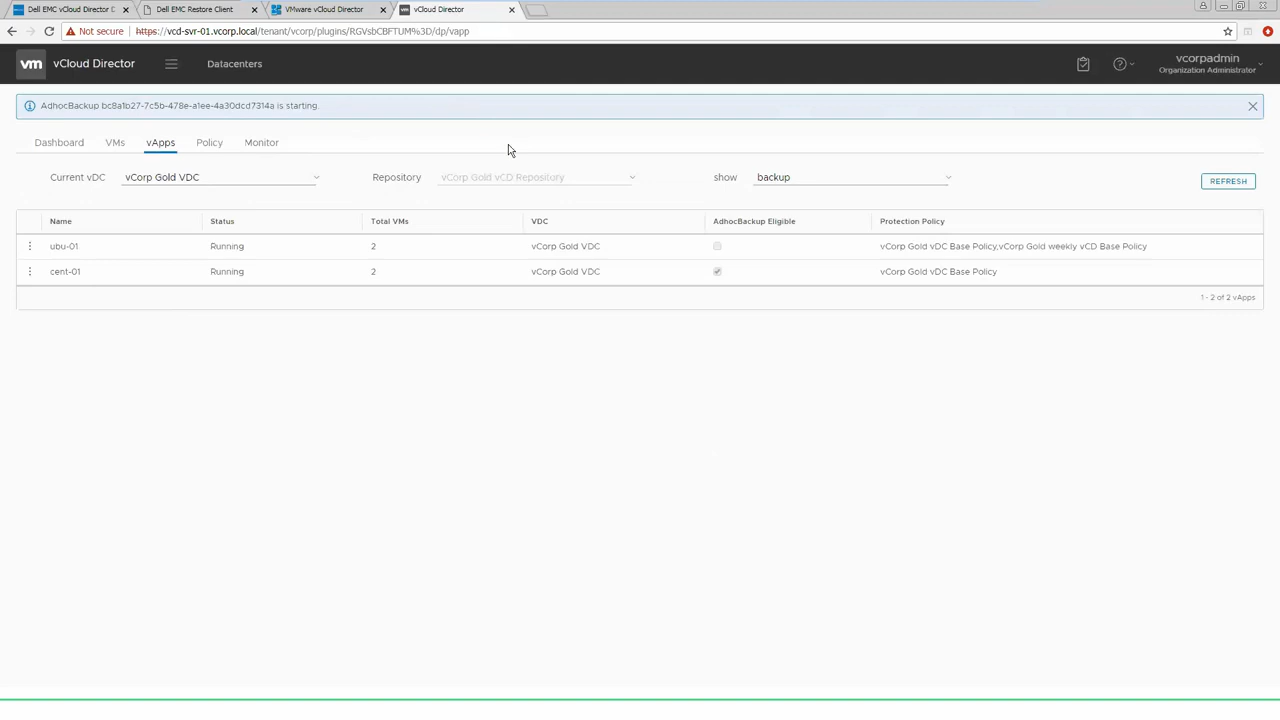 Dell EMC vCloud Director D
Dell EMC Restore Client
VMware vCloud Director
vCloud Director
Not secure
https://vcd-svr-01.vcorp.local/tenant/vcorp/plugins/RGVsbCBFTUM%3D/dp/vapp
vm
vCloud Director
Datacenters
vcorpadmin
Organization Administrator
AdhocBackup bc8a1b27-7c5b-478e-a1ee-4a30dcd7314a is starting.
Dashboard
VMs
vApps
Policy
Monitor
Current vDC
vCorp Gold VDC
Repository
vCorp Gold vCD Repository
show
backup
REFRESH
Name Status Total VMs VDC AdhocBackup Eligible Protection Policy
ubu-01 Running 2 vCorp Gold VDC vCorp Gold vDC Base Policy,vCorp Gold weekly vCD Base Policy
cent-01 Running 2 vCorp Gold VDC vCorp Gold vDC Base Policy
1 - 2 of 2 vApps